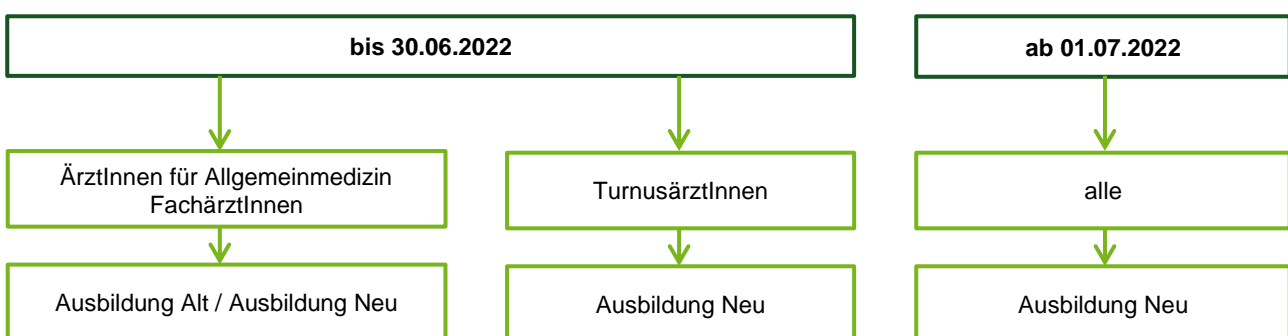 bis 30.06.2022
ab 01.07.2022
ÄrztInnen für Allgemeinmedizin
FachärztInnen
TurnusärztInnen
alle
Ausbildung Alt / Ausbildung Neu
Ausbildung Neu
Ausbildung Neu